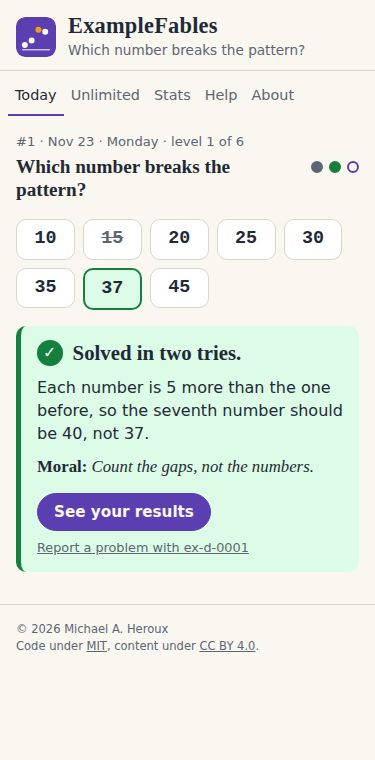 ExampleFables
Which number breaks the pattern?
Today Unlimited Stats Help About
#1 · Nov 23 · Monday · level 1 of 6
Which number breaks the
pattern?
10 15 20 25 30
35 37 45
✓ Solved in two tries.
Each number is 5 more than the one
before, so the seventh number should
be 40, not 37.
Moral: Count the gaps, not the numbers.
See your results
Report a problem with ex-d-0001
© 2026 Michael A. Heroux
Code under MIT, content under CC BY 4.0.